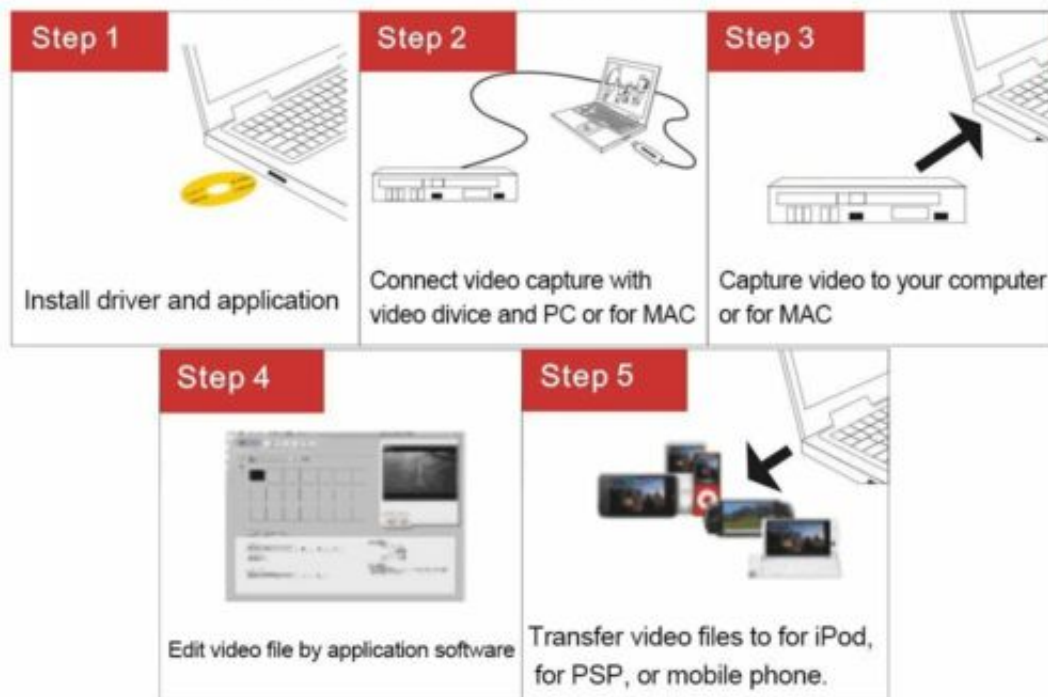 Step 1
Install driver and application
Step 2
Connect video capture with
video divice and PC or for MAC
Step 3
Capture video to your computer
or for MAC
Step 4
Edit video file by application software
Step 5
Transfer video files to for iPod,
for PSP, or mobile phone.